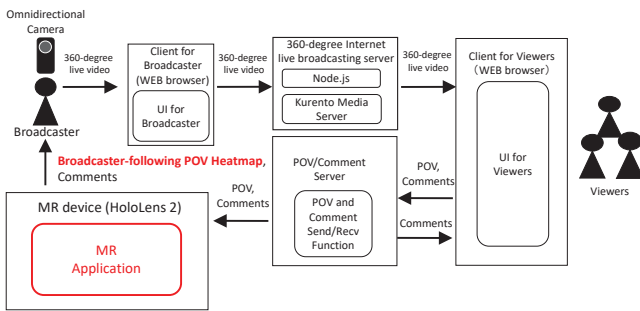 Omnidirectional
Camera
360-degree
live video
Broadcaster
Client for
Broadcaster
(WEB browser)
UI for
Broadcaster
360-degree
live video
360-degree Internet
live broadcasting server
Node.js
Kurento Media
Server
360-degree
live video
Client for Viewers
(WEB browser)
UI for
Viewers
Viewers
Broadcaster-following POV Heatmap,
Comments
MR device (HoloLens 2)
MR
Application
POV,
Comments
POV/Comment
Server
POV and
Comment
Send/Recv
Function
POV,
Comments
Comments